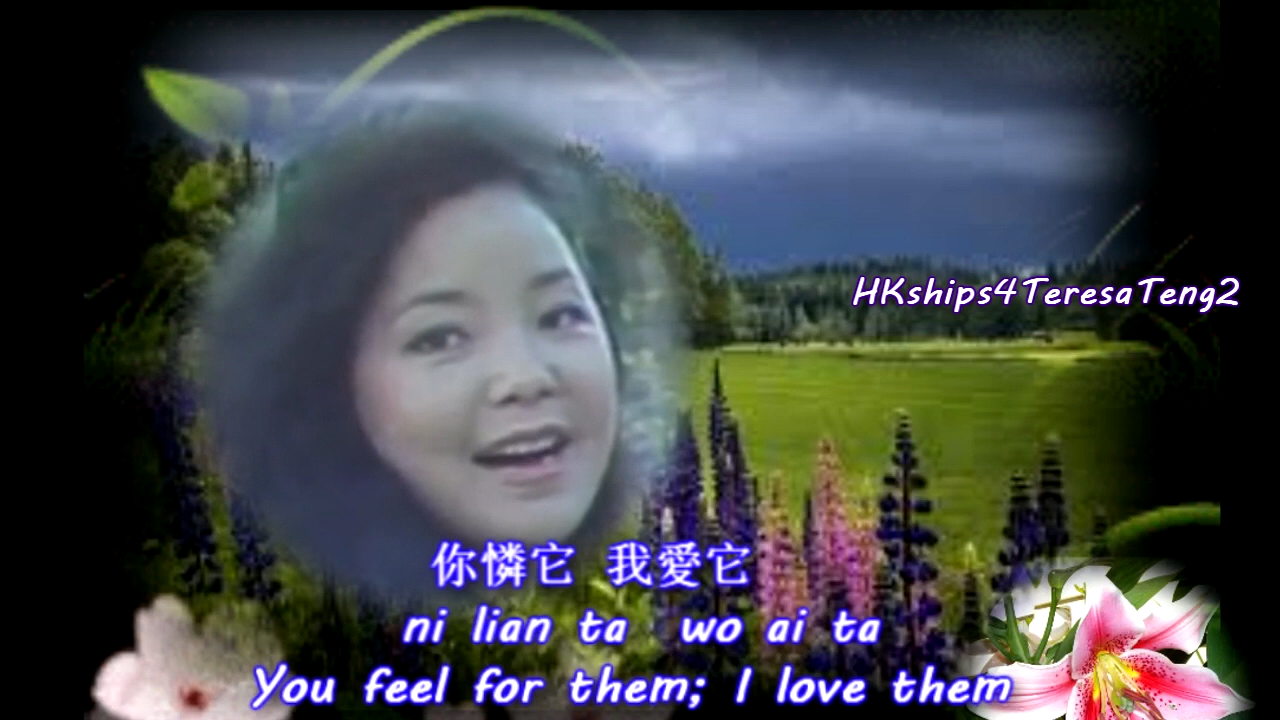 HKships4TeresaTeng2
你憐它 我愛它
ni lian ta wo ai ta
You feel for them; I love them